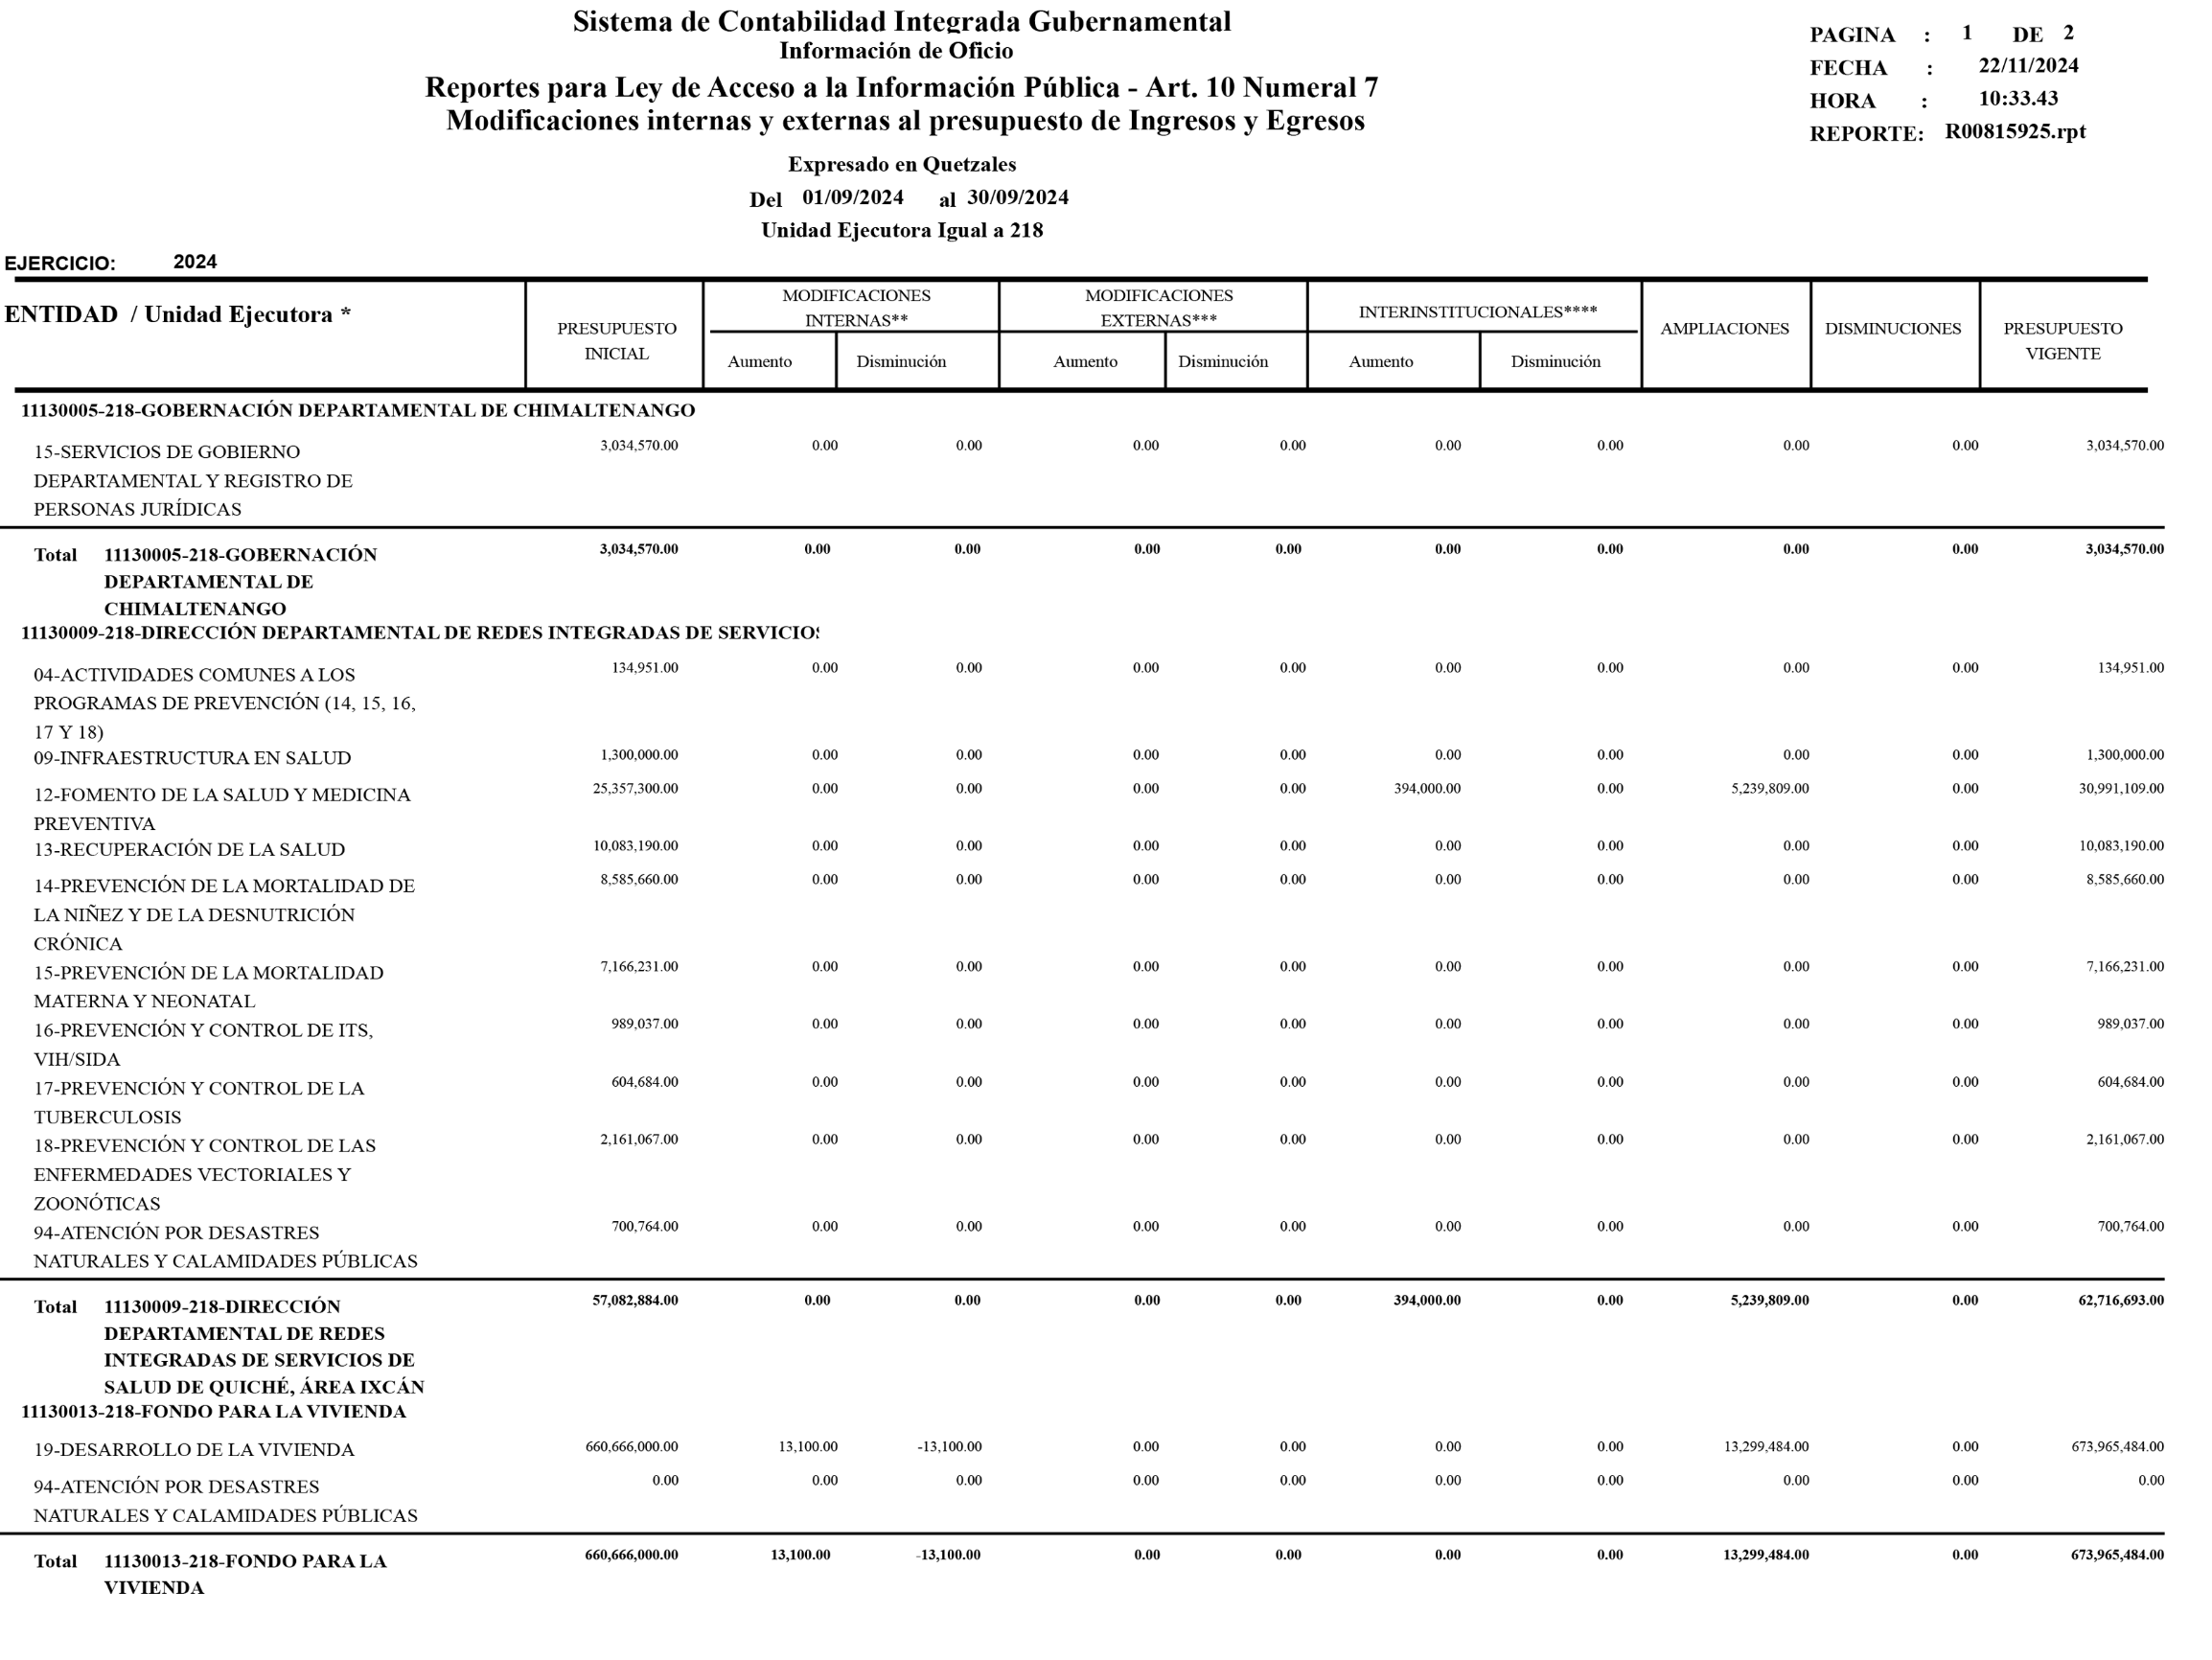 Sistema de Contabilidad Integrada Gubernamental
Información de Oficio
Reportes para Ley de Acceso a la Información Pública - Art. 10 Numeral 7
Modificaciones internas y externas al presupuesto de Ingresos y Egresos
Expresado en Quetzales
Del 01/09/2024 al 30/09/2024
Unidad Ejecutora Igual a 218
PAGINA : 1 DE 2
FECHA : 22/11/2024
HORA : 10:33.43
REPORTE: R00815925.rpt
EJERCICIO: 2024
ENTIDAD / Unidad Ejecutora *
PRESUPUESTO
INICIAL
MODIFICACIONES
INTERNAS**
Aumento Disminución
MODIFICACIONES
EXTERNAS***
Aumento Disminución
INTERINSTITUCIONALES****
Aumento Disminución
AMPLIACIONES
DISMINUCIONES
PRESUPUESTO
VIGENTE
11130005-218-GOBERNACIÓN DEPARTAMENTAL DE CHIMALTENANGO
15-SERVICIOS DE GOBIERNO 3,034,570.00 0.00 0.00 0.00 0.00 0.00 0.00 0.00 0.00 3,034,570.00
DEPARTAMENTAL Y REGISTRO DE
PERSONAS JURÍDICAS
Total 11130005-218-GOBERNACIÓN 3,034,570.00 0.00 0.00 0.00 0.00 0.00 0.00 0.00 0.00 3,034,570.00
DEPARTAMENTAL DE
CHIMALTENANGO
11130009-218-DIRECCIÓN DEPARTAMENTAL DE REDES INTEGRADAS DE SERVICIOS
04-ACTIVIDADES COMUNES A LOS 134,951.00 0.00 0.00 0.00 0.00 0.00 0.00 0.00 0.00 134,951.00
PROGRAMAS DE PREVENCIÓN (14, 15, 16,
17 Y 18)
09-INFRAESTRUCTURA EN SALUD 1,300,000.00 0.00 0.00 0.00 0.00 0.00 0.00 0.00 0.00 1,300,000.00
12-FOMENTO DE LA SALUD Y MEDICINA 25,357,300.00 0.00 0.00 0.00 0.00 394,000.00 0.00 5,239,809.00 0.00 30,991,109.00
PREVENTIVA
13-RECUPERACIÓN DE LA SALUD 10,083,190.00 0.00 0.00 0.00 0.00 0.00 0.00 0.00 0.00 10,083,190.00
14-PREVENCIÓN DE LA MORTALIDAD DE 8,585,660.00 0.00 0.00 0.00 0.00 0.00 0.00 0.00 0.00 8,585,660.00
LA NIÑEZ Y DE LA DESNUTRICIÓN
CRÓNICA
15-PREVENCIÓN DE LA MORTALIDAD 7,166,231.00 0.00 0.00 0.00 0.00 0.00 0.00 0.00 0.00 7,166,231.00
MATERNA Y NEONATAL
16-PREVENCIÓN Y CONTROL DE ITS, 989,037.00 0.00 0.00 0.00 0.00 0.00 0.00 0.00 0.00 989,037.00
VIH/SIDA
17-PREVENCIÓN Y CONTROL DE LA 604,684.00 0.00 0.00 0.00 0.00 0.00 0.00 0.00 0.00 604,684.00
TUBERCULOSIS
18-PREVENCIÓN Y CONTROL DE LAS 2,161,067.00 0.00 0.00 0.00 0.00 0.00 0.00 0.00 0.00 2,161,067.00
ENFERMEDADES VECTORIALES Y
ZOONÓTICAS
94-ATENCIÓN POR DESASTRES 700,764.00 0.00 0.00 0.00 0.00 0.00 0.00 0.00 0.00 700,764.00
NATURALES Y CALAMIDADES PÚBLICAS
Total 11130009-218-DIRECCIÓN 57,082,884.00 0.00 0.00 0.00 0.00 394,000.00 0.00 5,239,809.00 0.00 62,716,693.00
DEPARTAMENTAL DE REDES
INTEGRADAS DE SERVICIOS DE
SALUD DE QUICHÉ, ÁREA IXCÁN
11130013-218-FONDO PARA LA VIVIENDA
19-DESARROLLO DE LA VIVIENDA 660,666,000.00 13,100.00 -13,100.00 0.00 0.00 0.00 0.00 13,299,484.00 0.00 673,965,484.00
94-ATENCIÓN POR DESASTRES 0.00 0.00 0.00 0.00 0.00 0.00 0.00 0.00 0.00 0.00
NATURALES Y CALAMIDADES PÚBLICAS
Total 11130013-218-FONDO PARA LA 660,666,000.00 13,100.00 -13,100.00 0.00 0.00 0.00 0.00 13,299,484.00 0.00 673,965,484.00
VIVIENDA